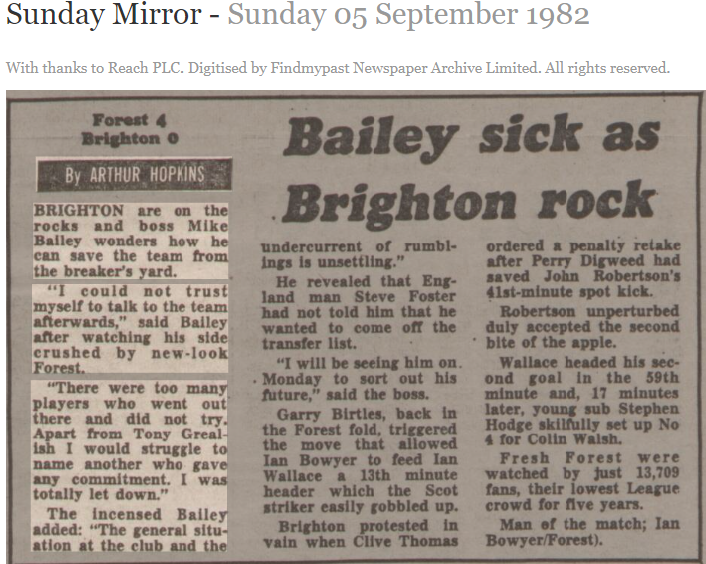 Sunday Mirror - Sunday 05 September 1982
With thanks to Reach PLC. Digitised by Findmypast Newspaper Archive Limited. All rights reserved.
Forest 4
Brighton 0
By ARTHUR HOPKINS
Bailey sick as
Brighton rock
BRIGHTON are on the
rocks and boss Mike
Bailey wonders how he
can save the team from
the breaker's yard.
"I could not trust
myself to talk to the team
afterwards," said Bailey
after watching his side
crushed by new-look
Forest.
"There were too many
players who went out
there and did not try.
Apart from Tony Greal-
ish I would struggle to
name another who gave
any commitment. I was
totally let down."
The incensed Bailey
added: "The general situ-
ation at the club and the
undercurrent of rumbl-
ings is unsettling."
He revealed that Eng-
land man Steve Foster
had not told him that he
wanted to come off the
transfer list.
"I will be seeing him on
Monday to sort out his
future," said the boss.
Garry Birtles, back in
the Forest fold, triggered
the move that allowed
Ian Bowyer to feed Ian
Wallace a 13th minute
header which the Scot
striker easily gobbled up.
Brighton protested in
vain when Clive Thomas
ordered a penalty retake
after Perry Digweed had
saved John Robertson's
41st-minute spot kick.
Robertson unperturbed
duly accepted the second
bite of the apple.
Wallace headed his sec-
ond goal in the 59th
minute and, 17 minutes
later, young sub Stephen
Hodge skilfully set up No
4 for Colin Walsh.
Fresh Forest were
watched by just 13,709
fans, their lowest League
crowd for five years.
Man of the match; Ian
Bowyer/Forest).